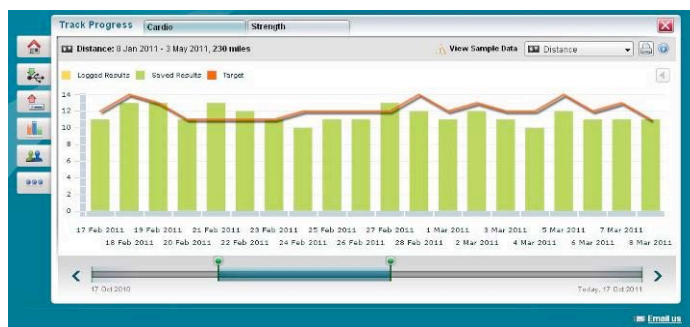 Track Progress Cardio Strength
Distance: 8 Jan 2011 - 3 May 2011, 230 miles View Sample Data Distance
Logged Results Saved Results Target
14
12
10
8
6
4
2
0
17 Feb 2011 19 Feb 2011 21 Feb 2011 23 Feb 2011 25 Feb 2011 27 Feb 2011 1 Mar 2011 3 Mar 2011 5 Mar 2011 7 Mar 2011
18 Feb 2011 20 Feb 2011 22 Feb 2011 24 Feb 2011 26 Feb 2011 28 Feb 2011 2 Mar 2011 4 Mar 2011 6 Mar 2011 8 Mar 2011
17 Oct 2010 Today, 17 Oct 2011
Email us